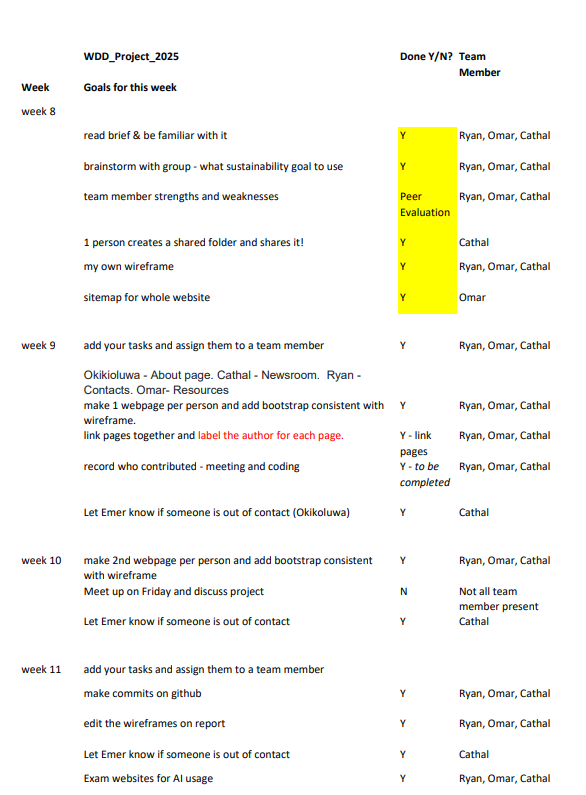 WDD_Project_2025 Done Y/N? Team
Member
Week Goals for this week
week 8
read brief & be familiar with it Y Ryan, Omar, Cathal
brainstorm with group - what sustainability goal to use Y Ryan, Omar, Cathal
team member strengths and weaknesses Peer Ryan, Omar, Cathal
Evaluation
1 person creates a shared folder and shares it! Y Cathal
my own wireframe Y Ryan, Omar, Cathal
sitemap for whole website Y Omar
week 9 add your tasks and assign them to a team member Y Ryan, Omar, Cathal
Okikioluwa - About page. Cathal - Newsroom. Ryan -
Contacts. Omar- Resources
make 1 webpage per person and add bootstrap consistent with Y Ryan, Omar, Cathal
wireframe.
link pages together and label the author for each page. Y - link Ryan, Omar, Cathal
pages
record who contributed - meeting and coding Y - to be Ryan, Omar, Cathal
completed
Let Emer know if someone is out of contact (Okikoluwa) Y Cathal
week 10 make 2nd webpage per person and add bootstrap consistent Y Ryan, Omar, Cathal
with wireframe
Meet up on Friday and discuss project N Not all team
member present
Let Emer know if someone is out of contact Y Cathal
week 11 add your tasks and assign them to a team member
make commits on github Y Ryan, Omar, Cathal
edit the wireframes on report Y Ryan, Omar, Cathal
Let Emer know if someone is out of contact Y Cathal
Exam websites for AI usage Y Ryan, Omar, Cathal